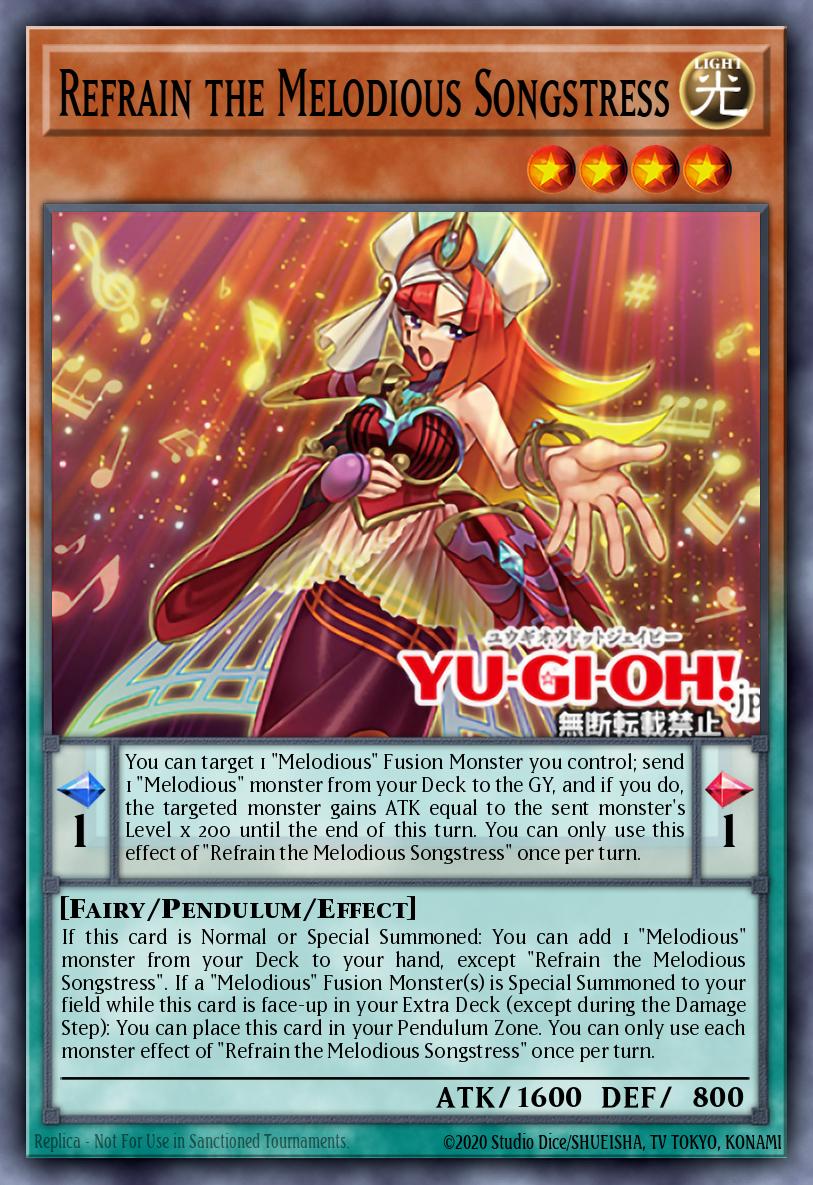 Refrain the Melodious Songstress
LIGHT
光
ユウギオウドットジェイピー
YU-GI-OH!.jp
無断転載禁止
You can target 1 "Melodious" Fusion Monster you control; send
1 "Melodious" monster from your Deck to the GY, and if you do,
the targeted monster gains ATK equal to the sent monster's
Level x 200 until the end of this turn. You can only use this
effect of "Refrain the Melodious Songstress" once per turn.
1
1
[Fairy/Pendulum/Effect]
If this card is Normal or Special Summoned: You can add 1 "Melodious"
monster from your Deck to your hand, except "Refrain the Melodious
Songstress". If a "Melodious" Fusion Monster(s) is Special Summoned to your
field while this card is face-up in your Extra Deck (except during the Damage
Step): You can place this card in your Pendulum Zone. You can only use each
monster effect of "Refrain the Melodious Songstress" once per turn.
ATK/1600 DEF/ 800
Replica - Not For Use in Sanctioned Tournaments.
©2020 Studio Dice/SHUEISHA, TV TOKYO, KONAMI